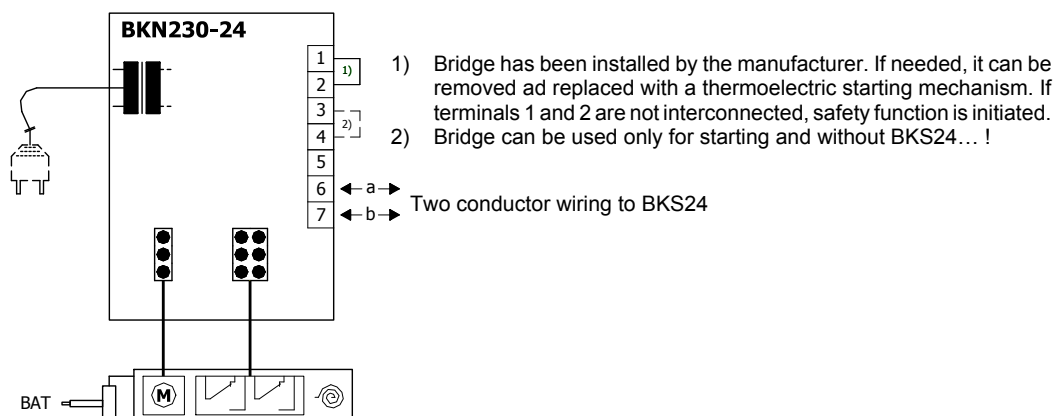 BKN230-24
1
2
3
4
5
6
7
1)
2)
a
b
Two conductor wiring to BKS24
M
BAT
1) Bridge has been installed by the manufacturer. If needed, it can be
removed ad replaced with a thermoelectric starting mechanism. If
terminals 1 and 2 are not interconnected, safety function is initiated.
2) Bridge can be used only for starting and without BKS24… !